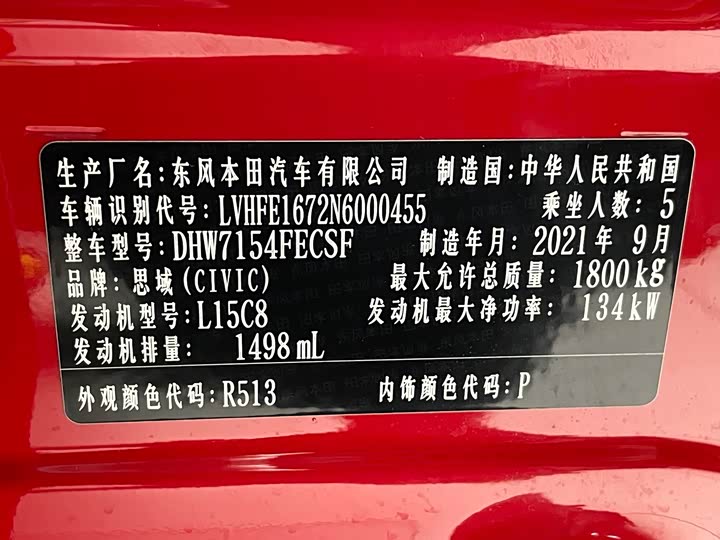 生产厂名:东风本田汽车有限公司 制造国:中华人民共和国
车辆识别代号:LVHFE1672N6000455 乘坐人数: 5
整车型号:DHW7154FECSF 制造年月: 2021年 9月
品牌: 思域(CIVIC) 最大允许总质量: 1800kg
发动机型号:L15C8 发动机最大净功率: 134kW
发动机排量: 1498mL
外观颜色代码:R513 内饰颜色代码:P